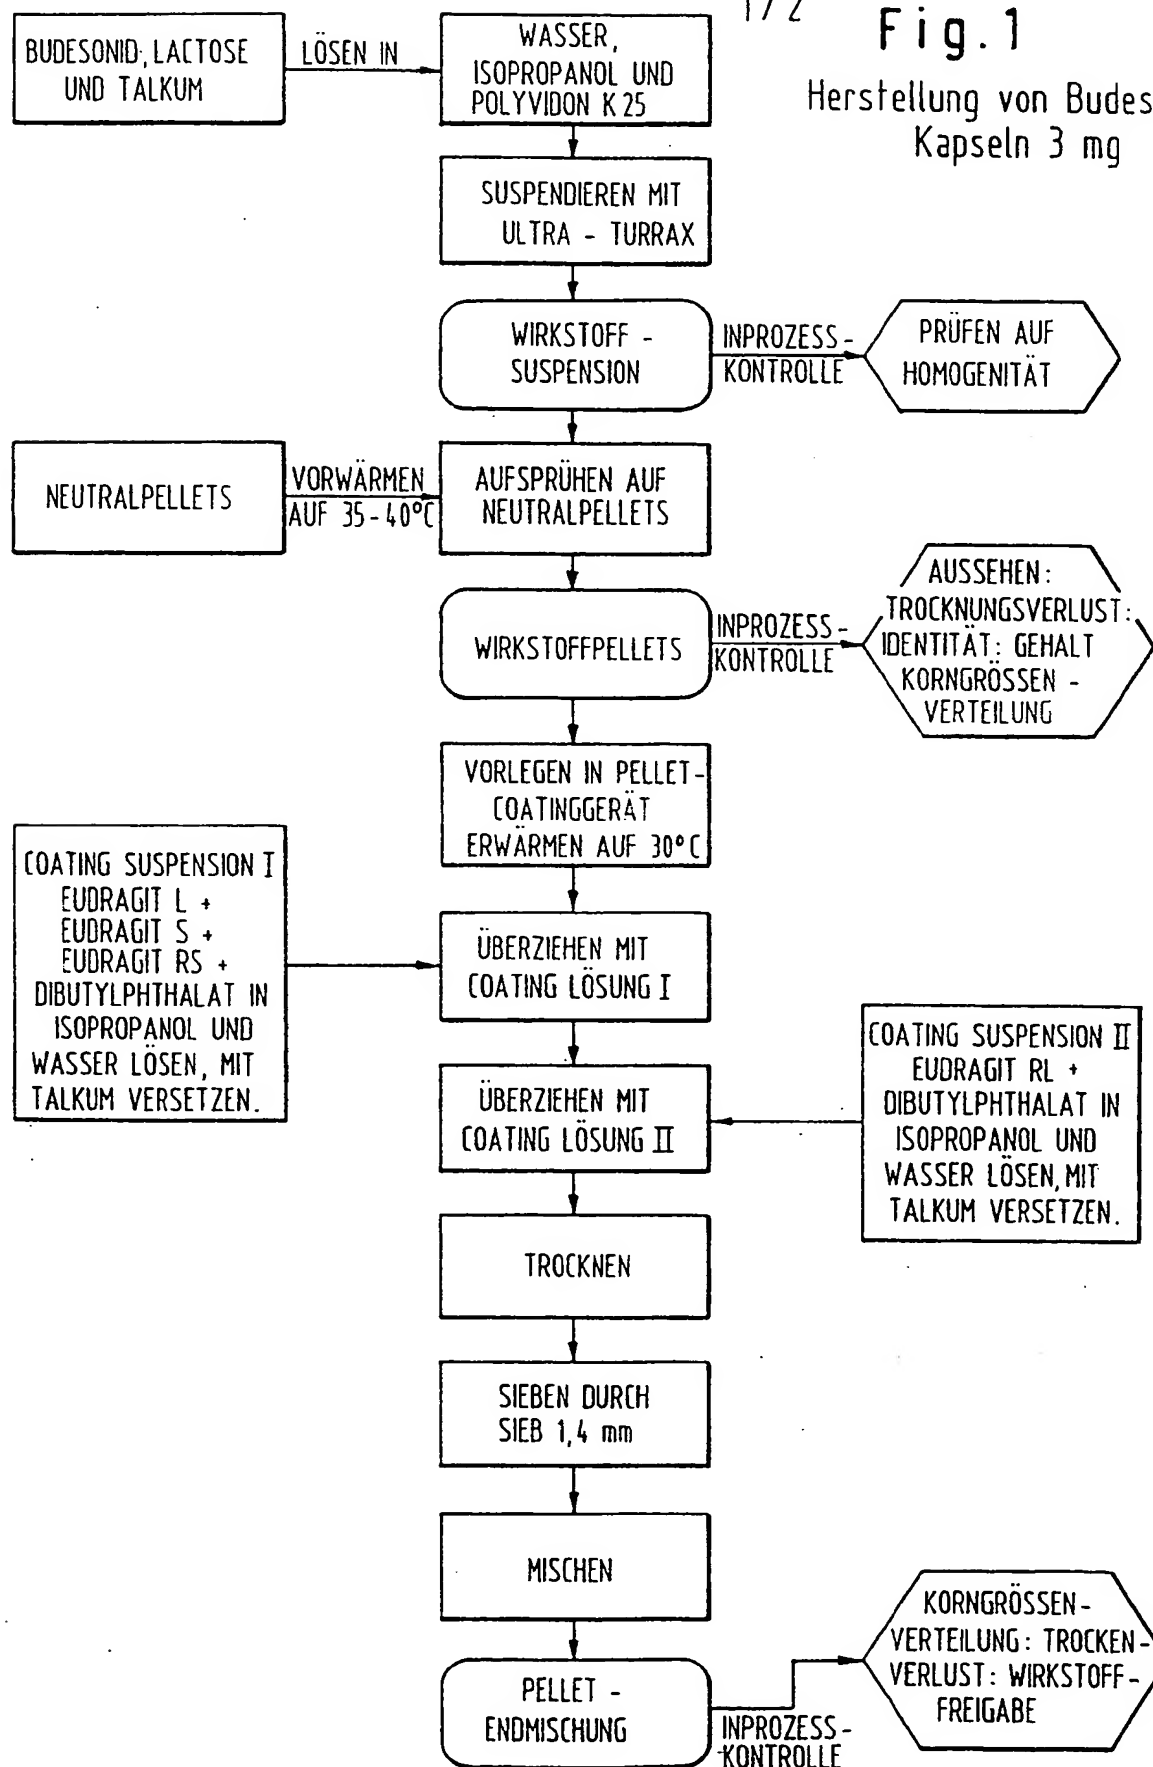 1/2
Fig.1
Herstellung von Budes
Kapseln 3 mg
BUDESONID, LACTOSE
UND TALKUM
LÖSEN IN
WASSER,
ISOPROPANOL UND
POLYVIDON K 25
SUSPENDIEREN MIT
ULTRA - TURRAX
WIRKSTOFF -
SUSPENSION
INPROZESS -
KONTROLLE
PRÜFEN AUF
HOMOGENITÄT
NEUTRALPELLETS
VORWÄRMEN
AUF 35-40°C
AUFSPRÜHEN AUF
NEUTRALPELLETS
WIRKSTOFFPELLETS
INPROZESS -
KONTROLLE
AUSSEHEN:
TROCKNUNGSVERLUST:
IDENTITÄT: GEHALT
KORNGRÖSSEN -
VERTEILUNG
VORLEGEN IN PELLET-
COATINGGERÄT
ERWÄRMEN AUF 30°C
COATING SUSPENSION I
EUDRAGIT L +
EUDRAGIT S +
EUDRAGIT RS +
DIBUTYLPHTHALAT IN
ISOPROPANOL UND
WASSER LÖSEN, MIT
TALKUM VERSETZEN.
ÜBERZIEHEN MIT
COATING LÖSUNG I
ÜBERZIEHEN MIT
COATING LÖSUNG II
COATING SUSPENSION II
EUDRAGIT RL +
DIBUTYLPHTHALAT IN
ISOPROPANOL UND
WASSER LÖSEN, MIT
TALKUM VERSETZEN.
TROCKNEN
SIEBEN DURCH
SIEB 1,4 mm
MISCHEN
PELLET -
ENDMISCHUNG
INPROZESS -
-KONTROLLE
KORNGRÖSSEN-
VERTEILUNG: TROCKEN-
VERLUST: WIRKSTOFF-
FREIGABE